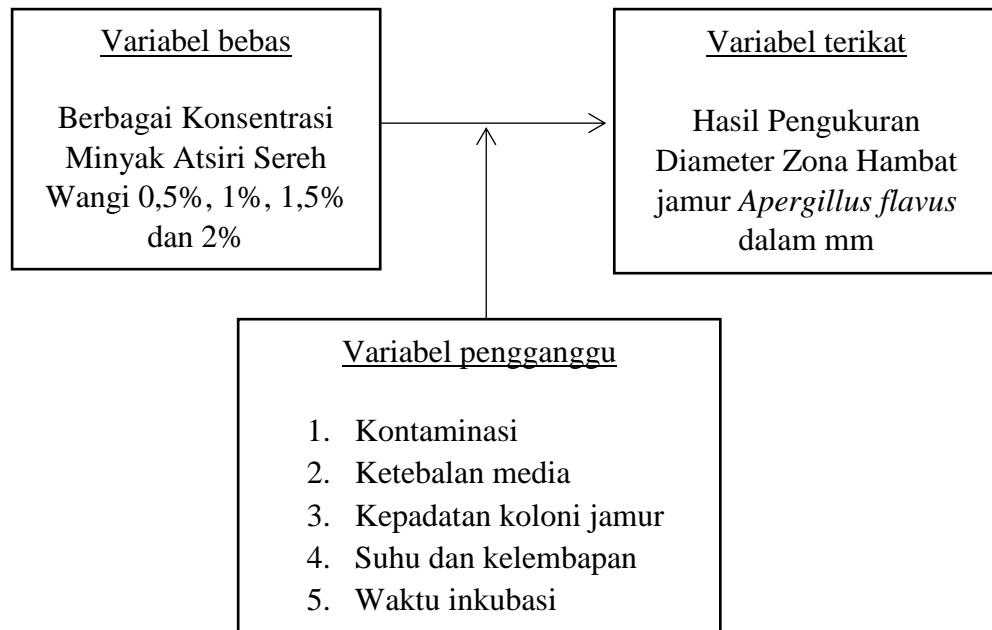 Variabel bebas
Berbagai Konsentrasi
Minyak Atsiri Sereh
Wangi 0,5%, 1%, 1,5%
dan 2%
Variabel terikat
Hasil Pengukuran
Diameter Zona Hambat
jamur Apergillus flavus
dalam mm
Variabel pengganggu
1. Kontaminasi
2. Ketebalan media
3. Kepadatan koloni jamur
4. Suhu dan kelembapan
5. Waktu inkubasi